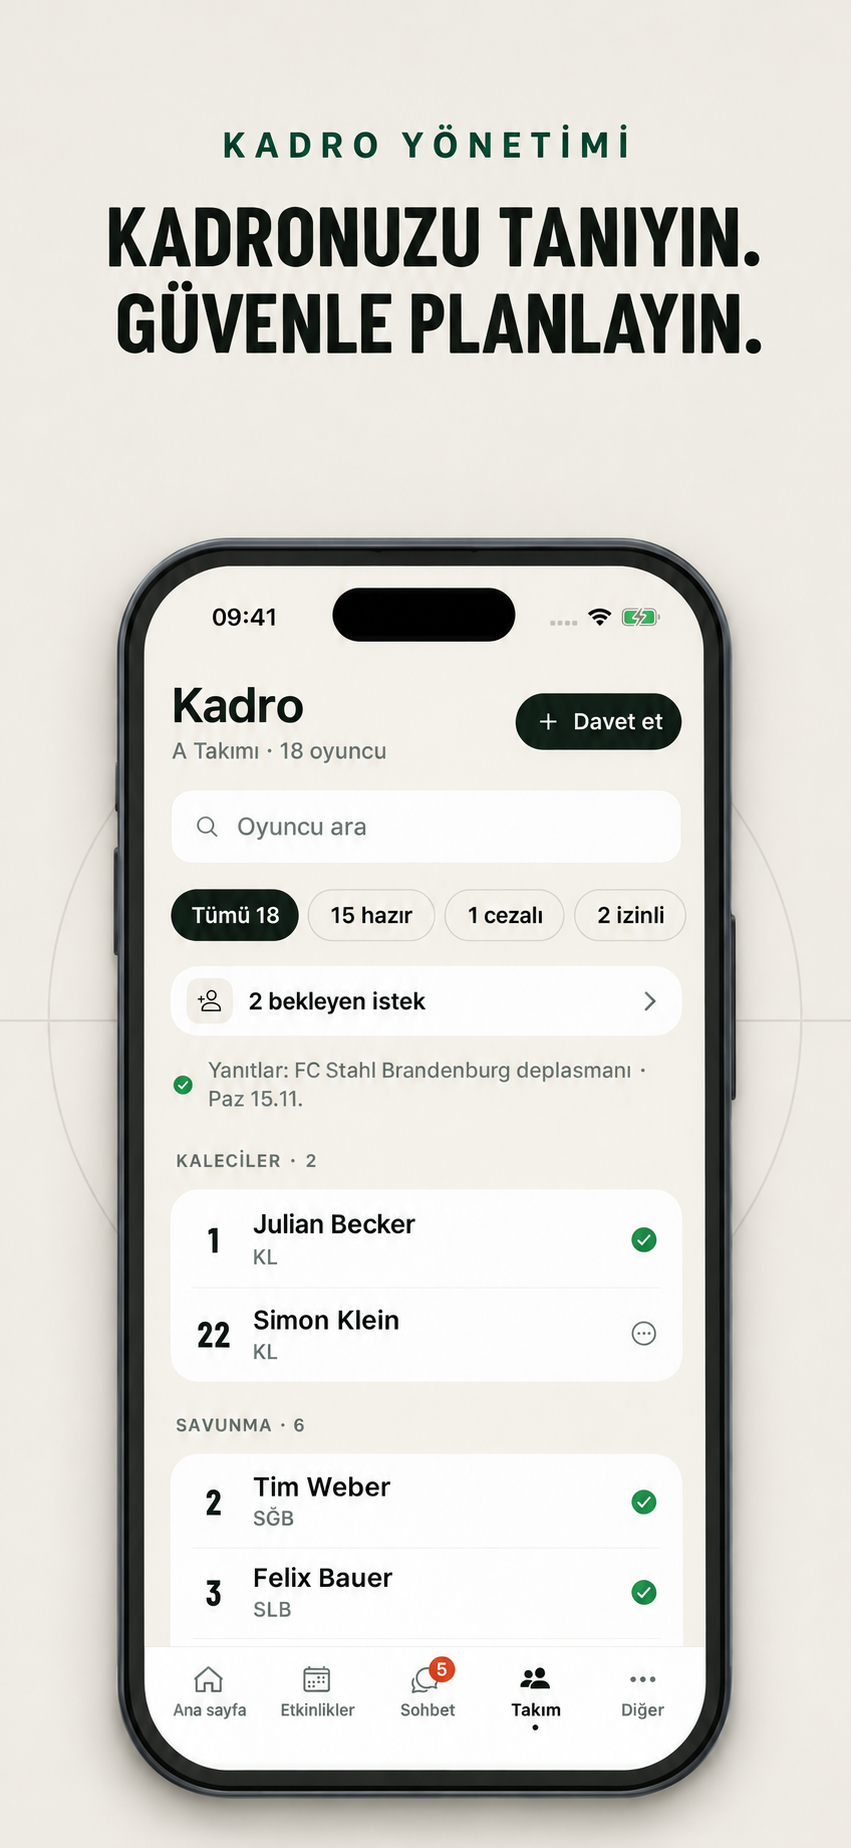 KADRO YÖNETİMİ
KADRONUZU TANIYIN.
GÜVENLE PLANLAYIN.
09:41
Kadro
A Takımı · 18 oyuncu
+ Davet et
Oyuncu ara
Tümü 18
15 hazır
1 cezalı
2 izinli
2 bekleyen istek
Yanıtlar: FC Stahl Brandenburg deplasmanı ·
Paz 15.11.
KALECİLER · 2
1
Julian Becker
KL
22
Simon Klein
KL
SAVUNMA · 6
2
Tim Weber
SĞB
3
Felix Bauer
SLB
5
Ana sayfa
Etkinlikler
Sohbet
Takım
Diğer